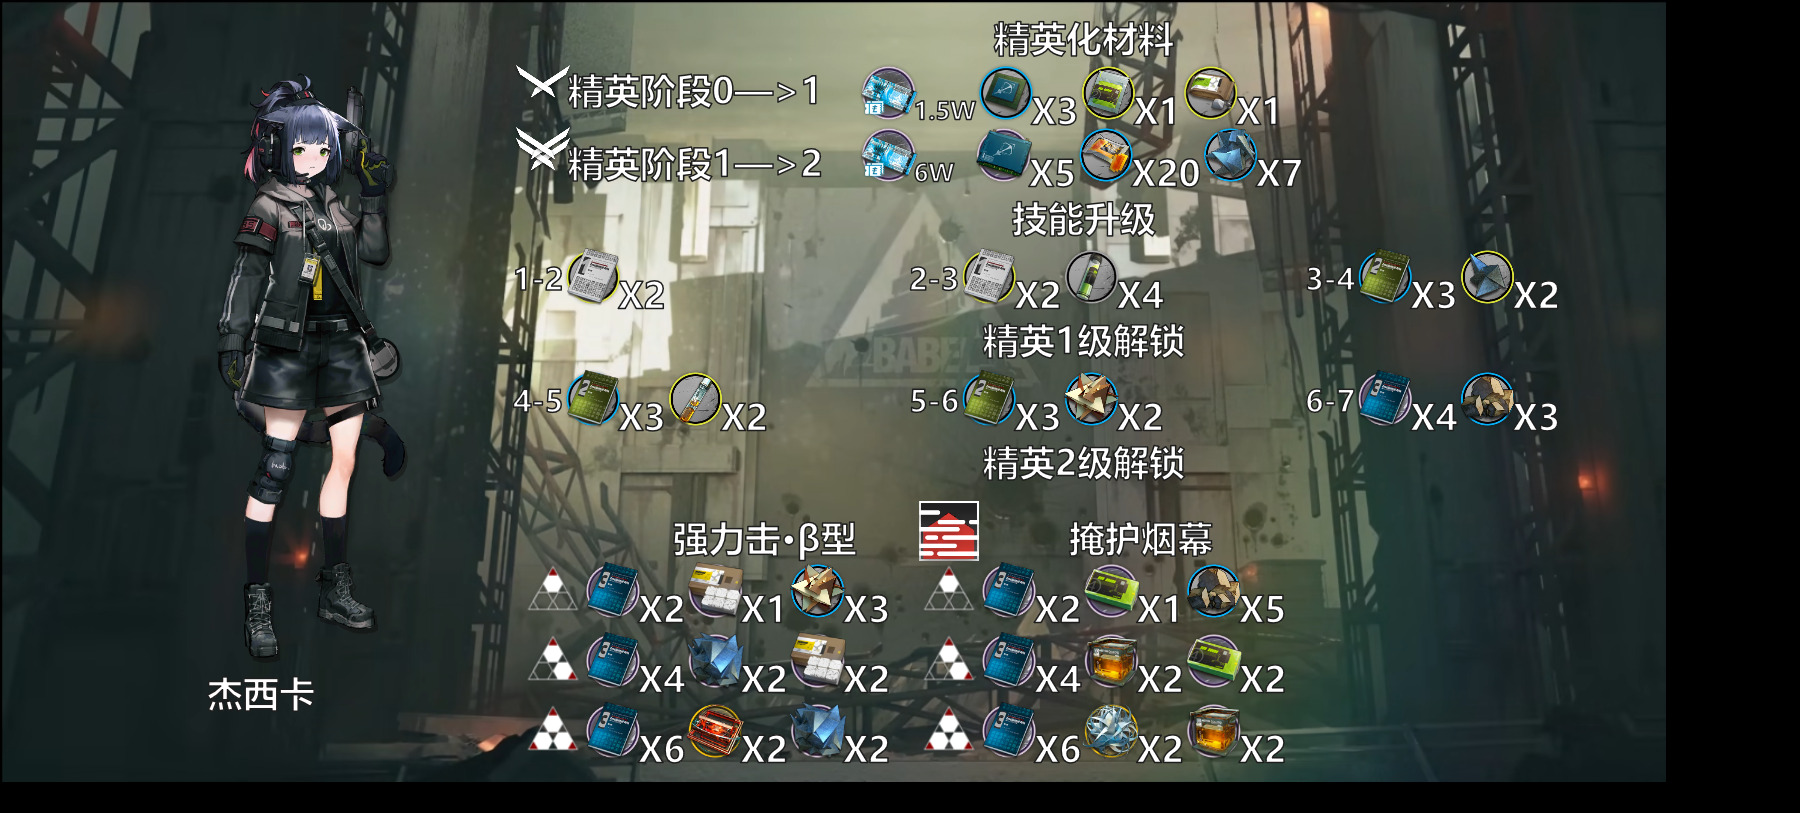 精英化材料
精英阶段0—>1 1.5W X3 X1 X1
精英阶段1—>2 6W X5 X20 X7
技能升级
1-2 X2 2-3 X2 X4 3-4 X3 X2
精英1级解锁
BABE
4-5 X3 X2 5-6 X3 X2 6-7 X4 X3
精英2级解锁
强力击·β型 掩护烟幕
X2 X1 X3 X2 X1 X5
X4 X2 X2 X4 X2 X2
杰西卡
X6 X2 X2 X6 X2 X2